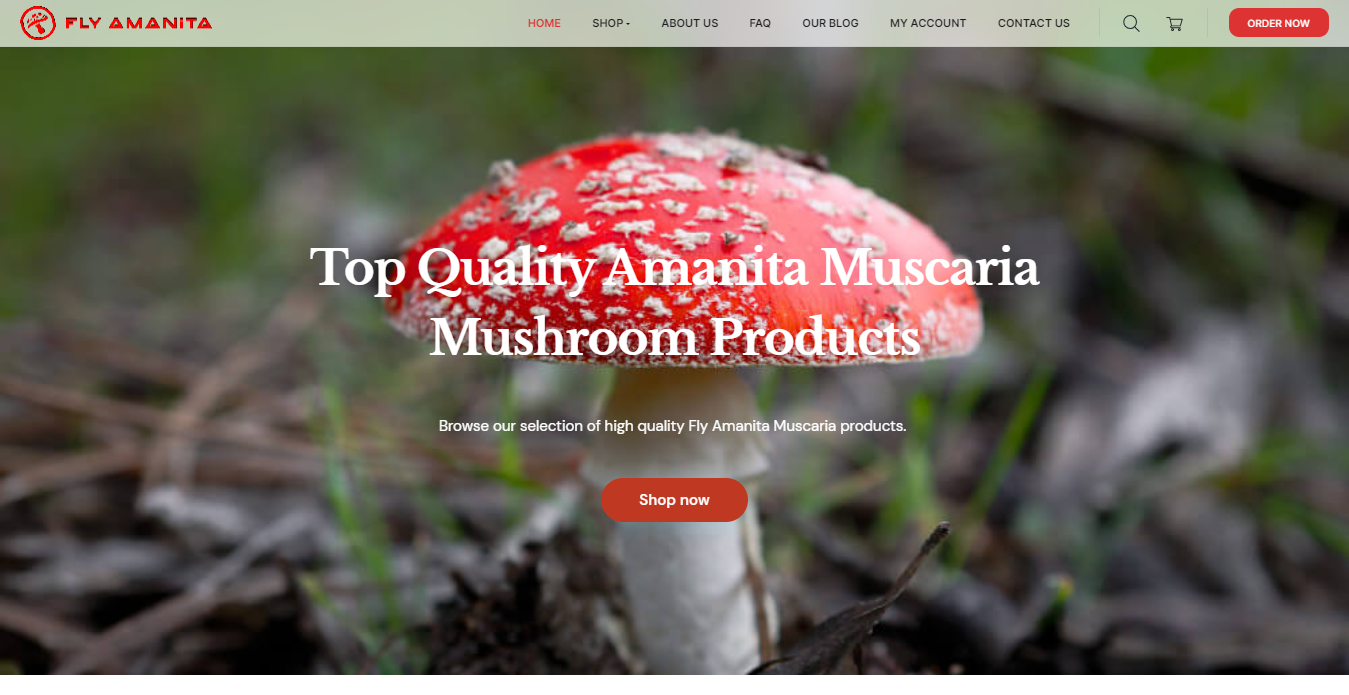 FLY AMANITA
HOME
SHOP
ABOUT US
FAQ
OUR BLOG
MY ACCOUNT
CONTACT US
ORDER NOW
Top Quality Amanita Muscaria
Mushroom Products
Browse our selection of high quality Fly Amanita Muscaria products.
Shop now